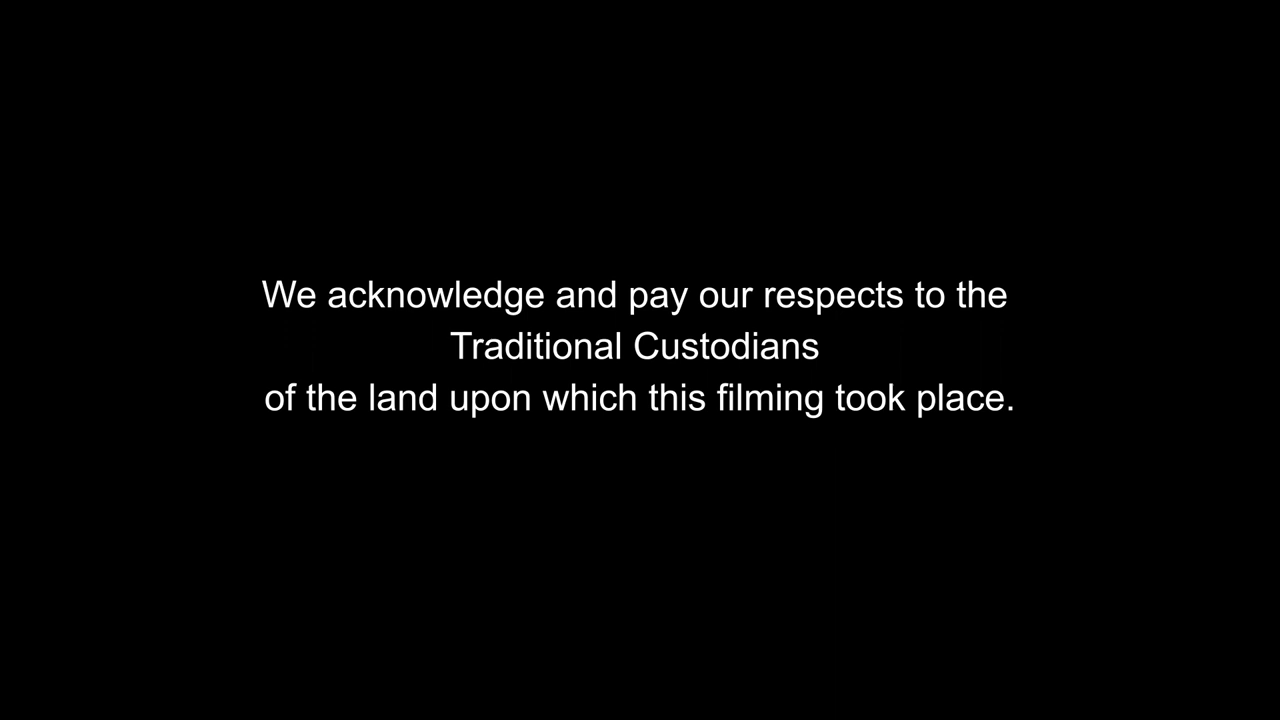 We acknowledge and pay our respects to the
Traditional Custodians
of the land upon which this filming took place.